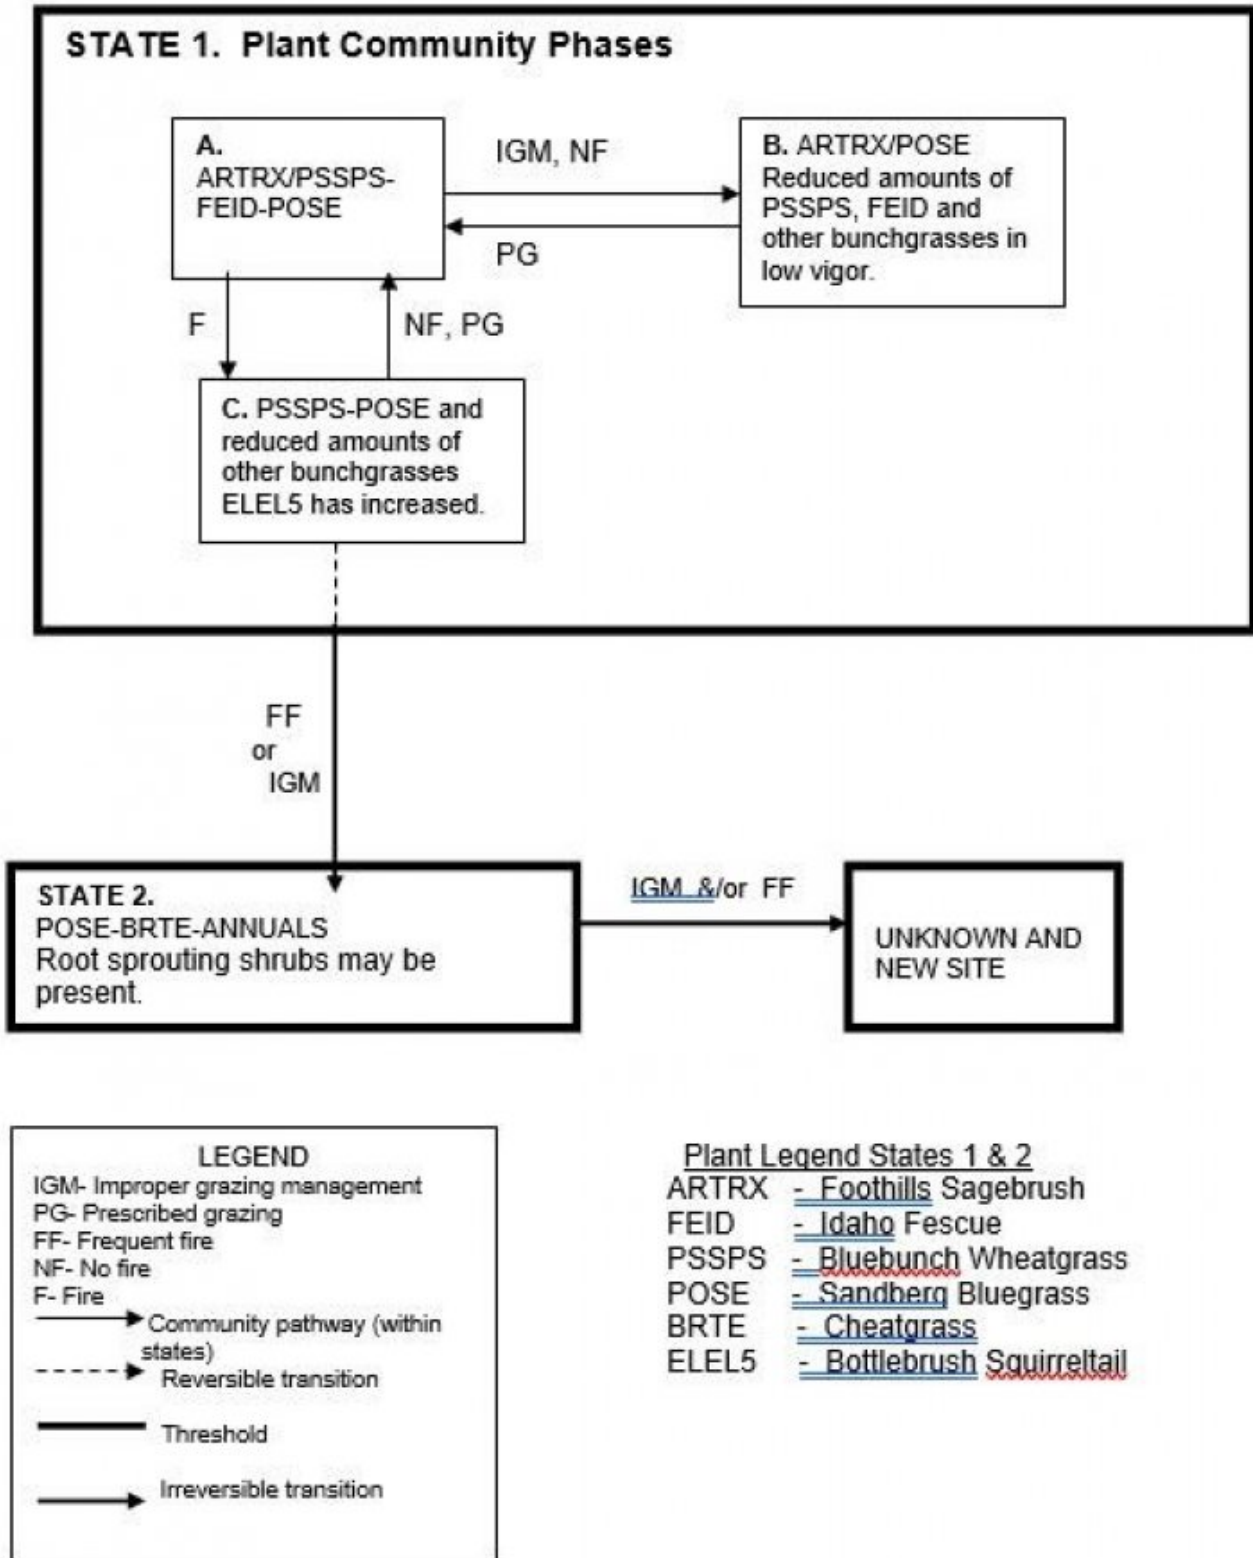 STATE 1. Plant Community Phases
A.
ARTRX/PSSPS-
FEID-POSE
IGM, NF
PG
B. ARTRX/POSE
Reduced amounts of
PSSPS, FEID and
other bunchgrasses in
low vigor.
F
NF, PG
C. PSSPS-POSE and
reduced amounts of
other bunchgrasses
ELEL5 has increased.
FF
or
IGM
STATE 2.
POSE-BRTE-ANNUALS
Root sprouting shrubs may be
present.
IGM &/or FF
UNKNOWN AND
NEW SITE
LEGEND
IGM- Improper grazing management
PG- Prescribed grazing
FF- Frequent fire
NF- No fire
F- Fire
Community pathway (within
states)
Reversible transition
Threshold
Irreversible transition
Plant Legend States 1 & 2
ARTRX - Foothills Sagebrush
FEID - Idaho Fescue
PSSPS - Bluebunch Wheatgrass
POSE - Sandberg Bluegrass
BRTE - Cheatgrass
ELEL5 - Bottlebrush Squirreltail